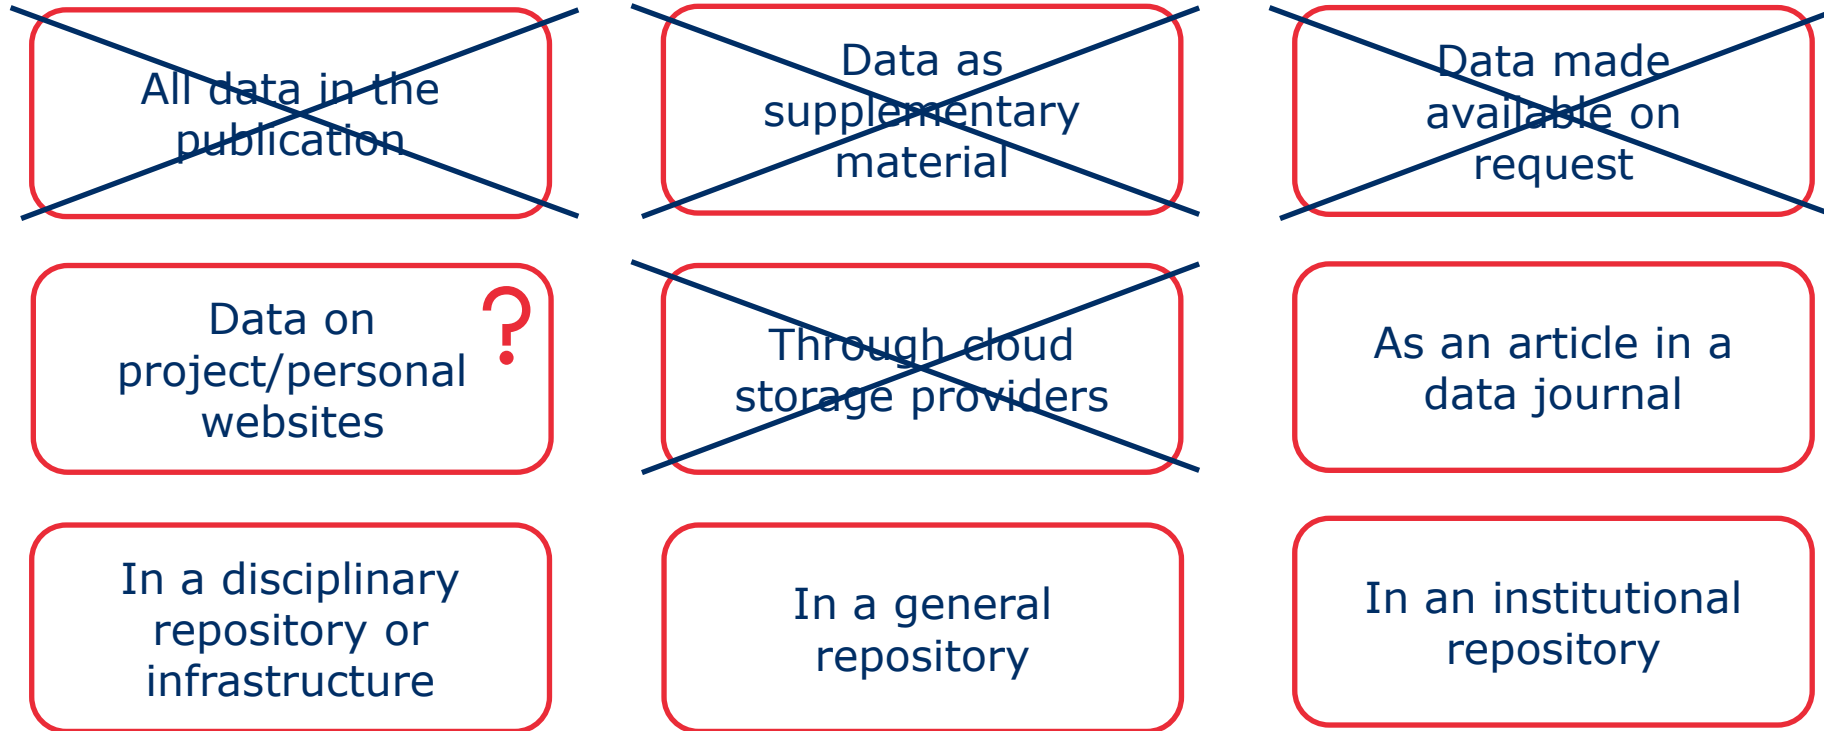 All data in the
publication
Data as
supplementary
material
Data made
available on
request
Data on
project/personal
websites
?
Through cloud
storage providers
As an article in a
data journal
In a disciplinary
repository or
infrastructure
In a general
repository
In an institutional
repository